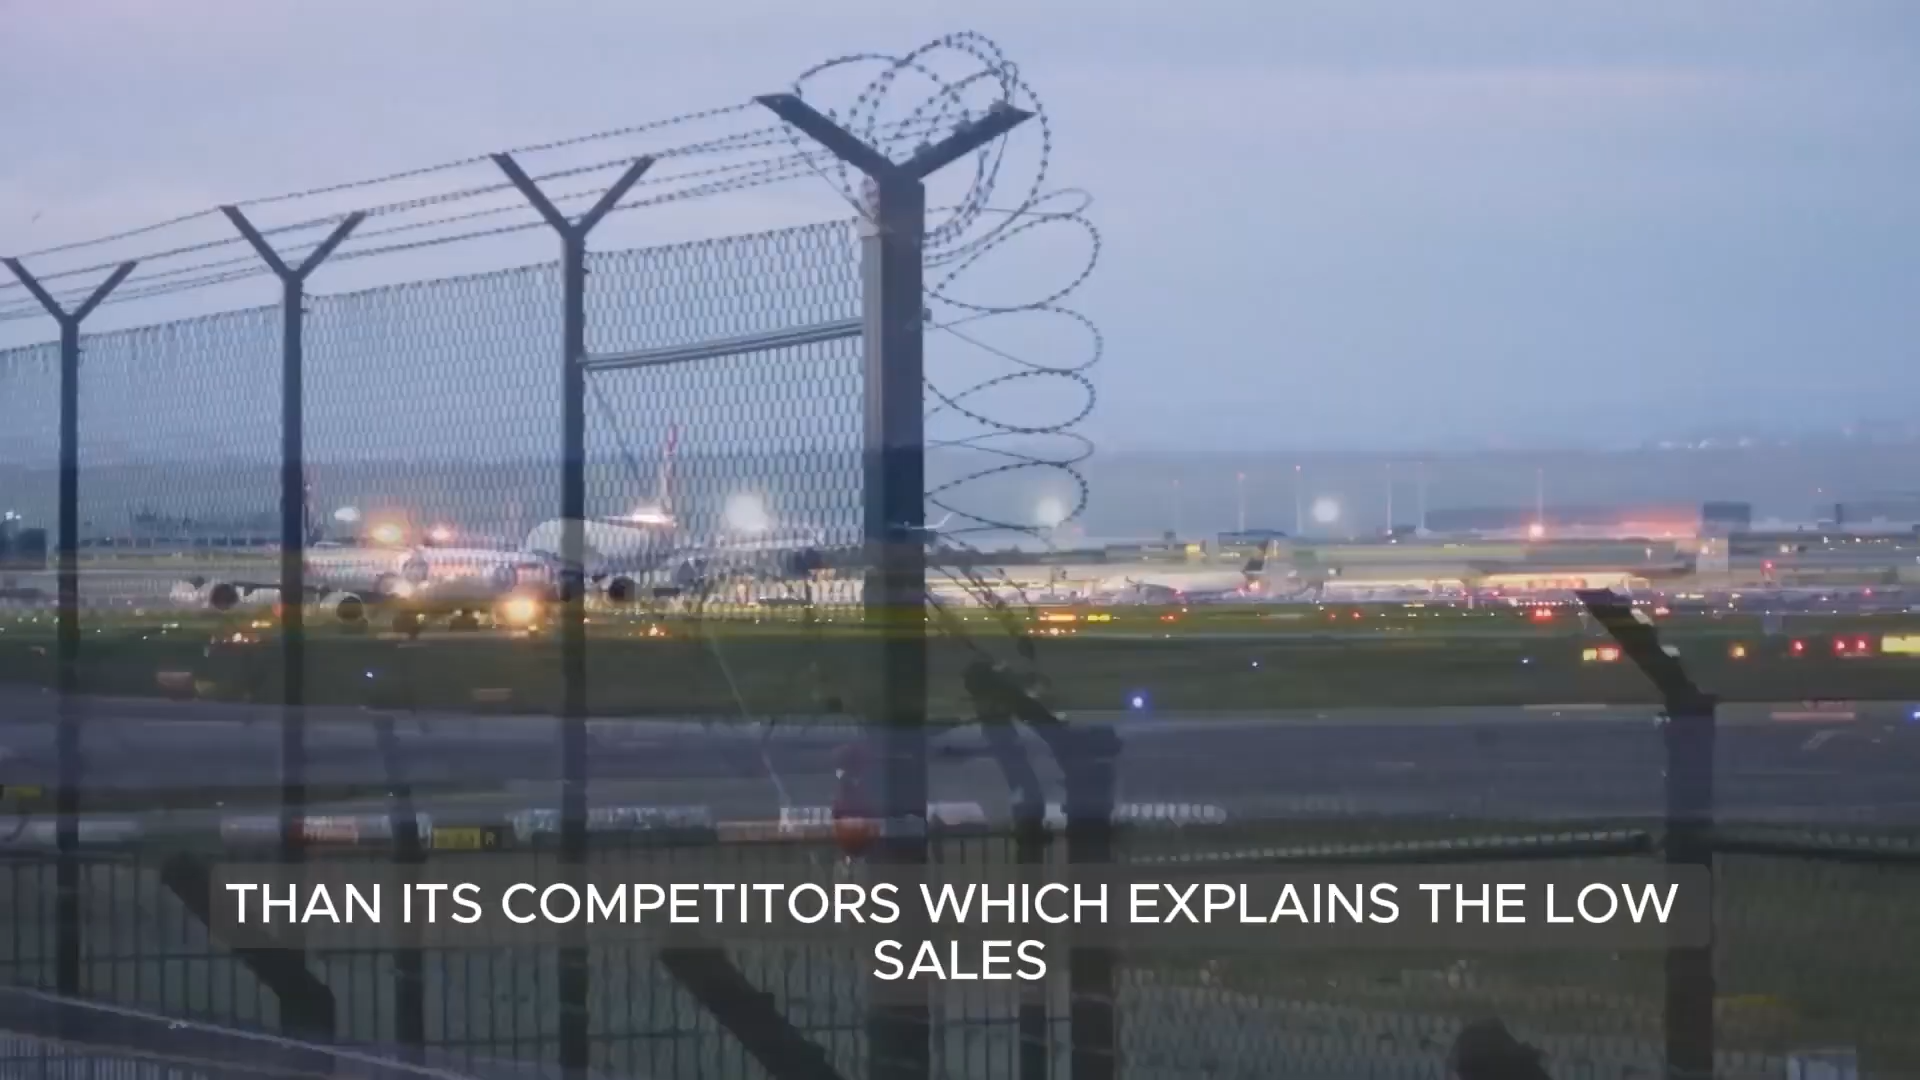 THAN ITS COMPETITORS WHICH EXPLAINS THE LOW
SALES